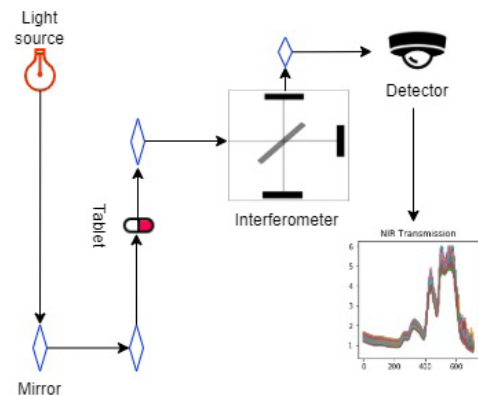 Light
source
Detector
Tablet
Interferometer
NIR Transmission
6
5
4
3
2
1
0
200
400
600
Mirror